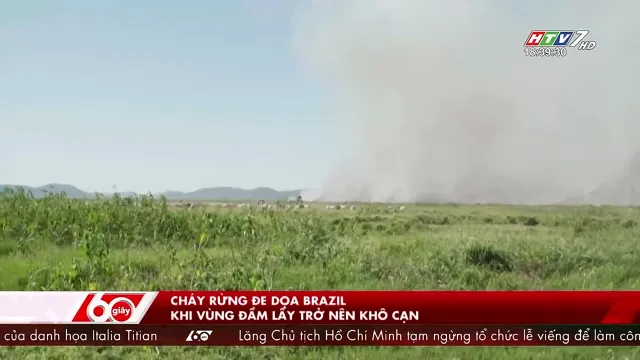 HTV7 HD
18:39:30
CHÁY RỪNG ĐE DỌA BRAZIL
60 giây
KHI VÙNG ĐẦM LẦY TRỞ NÊN KHÔ CẠN
của danh họa Italia Titian 60 Lăng Chủ tịch Hồ Chí Minh tạm ngừng tổ chức lễ viếng để làm côn